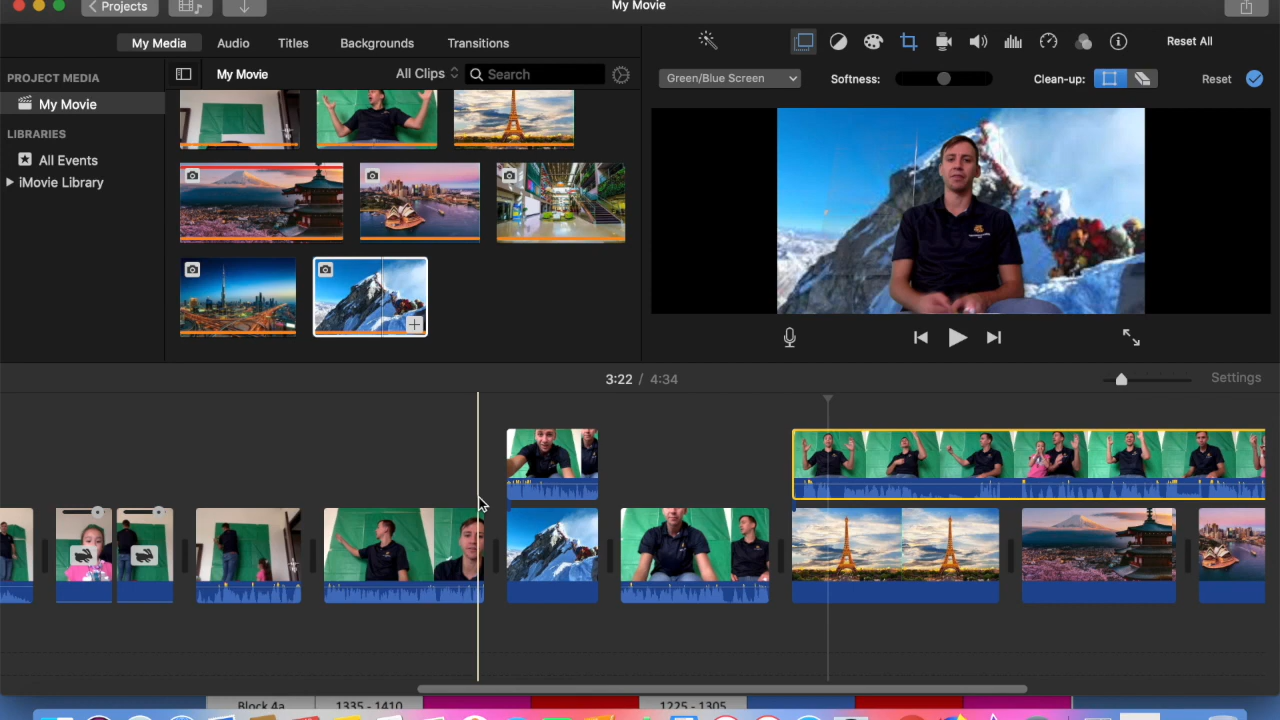 Projects
My Movie
My Media
Audio
Titles
Backgrounds
Transitions
Reset All
PROJECT MEDIA
My Movie
LIBRARIES
All Events
iMovie Library
My Movie
All Clips
Search
Green/Blue Screen
Softness:
Clean-up:
Reset
3:22 / 4:34
Settings
Block 4a
1335 - 1410
1225 - 1305